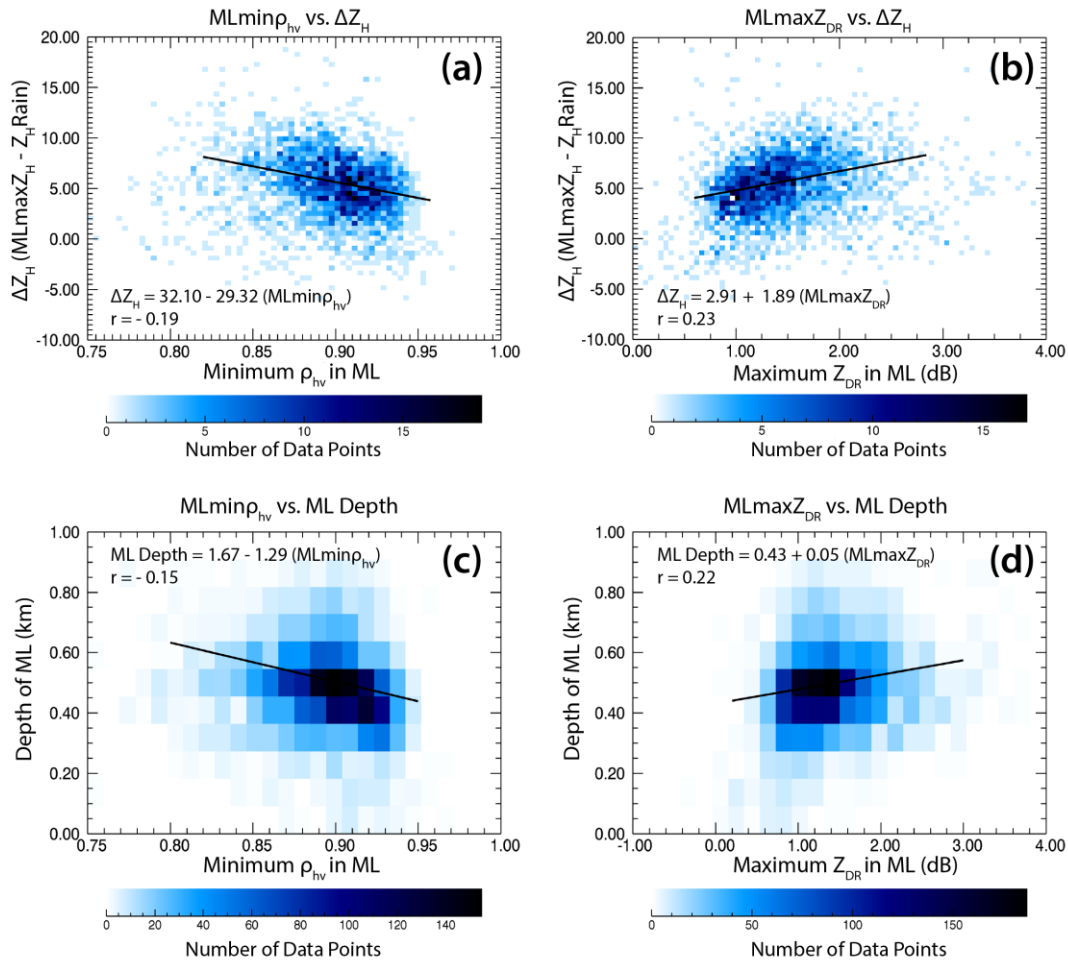 MLminρhv vs. ΔZH
(a)
20.00
15.00
10.00
5.00
0.00
-5.00
-10.00
ΔZH (MLmaxZH - ZHRain)
ΔZH = 32.10 - 29.32 (MLminρhv)
r = - 0.19
0.75 0.80 0.85 0.90 0.95 1.00
Minimum ρhv in ML
0 5 10 15
Number of Data Points
MLmaxZDR vs. ΔZH
(b)
20.00
15.00
10.00
5.00
0.00
-5.00
-10.00
ΔZH (MLmaxZH - ZHRain)
ΔZH = 2.91 + 1.89 (MLmaxZDR)
r = 0.23
0.00 1.00 2.00 3.00 4.00
Maximum ZDR in ML (dB)
0 5 10 15
Number of Data Points
MLminρhv vs. ML Depth
(c)
1.00
0.80
0.60
0.40
0.20
0.00
Depth of ML (km)
ML Depth = 1.67 - 1.29 (MLminρhv)
r = - 0.15
0.75 0.80 0.85 0.90 0.95 1.00
Minimum ρhv in ML
0 20 40 60 80 100 120 140
Number of Data Points
MLmaxZDR vs. ML Depth
(d)
1.00
0.80
0.60
0.40
0.20
0.00
Depth of ML (km)
ML Depth = 0.43 + 0.05 (MLmaxZDR)
r = 0.22
-1.00 0.00 1.00 2.00 3.00 4.00
Maximum ZDR in ML (dB)
0 50 100 150
Number of Data Points